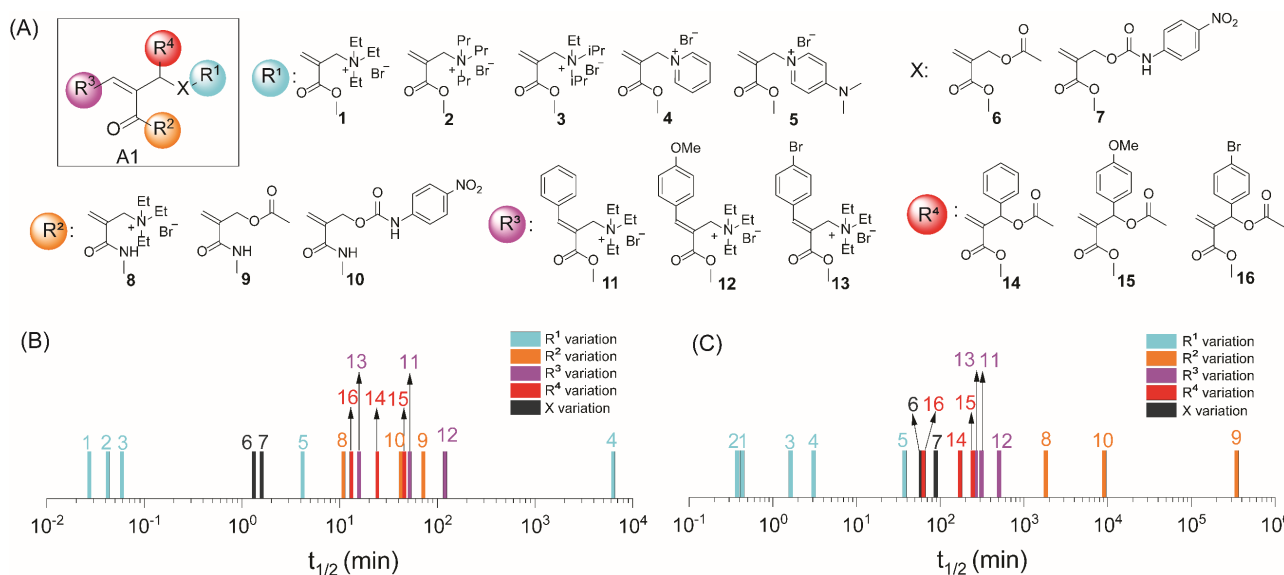 (A)
R⁴
R³
X
R¹
O
R²
A1
R¹ :
Et
N
Et
+
Br⁻
Et
O
O
1
Pr
N
Pr
+
Br⁻
Pr
O
O
2
Et
N
iPr
+
Br⁻
iPr
O
O
3
Br⁻
N
+
O
O
4
Br⁻
N
+
N
O
O
5
X:
O
O
O
O
6
O
O
N
H
NO₂
O
O
7
R² :
Et
N
Et
+
Br⁻
Et
O
NH
8
O
O
O
NH
9
O
O
N
H
NO₂
O
NH
10
R³ :
Et
N
Et
+
Br⁻
Et
O
O
11
OMe
Et
N
Et
+
Br⁻
Et
O
O
12
Br
Et
N
Et
+
Br⁻
Et
O
O
13
R⁴ :
O
O
O
O
14
OMe
O
O
O
O
15
Br
O
O
O
O
16
(B)
R¹ variation
R² variation
R³ variation
R⁴ variation
X variation
13 11
16 14 15
1 2 3 6 7 5 8 10 9 12 4
10⁻² 10⁻¹ 10⁰ 10¹ 10² 10³ 10⁴
t₁/₂ (min)
(C)
R¹ variation
R² variation
R³ variation
R⁴ variation
X variation
13 11
6 16 15
2 1 3 4 5 7 14 12 8 10 9
10⁻¹ 10⁰ 10¹ 10² 10³ 10⁴ 10⁵ 10⁶
t₁/₂ (min)